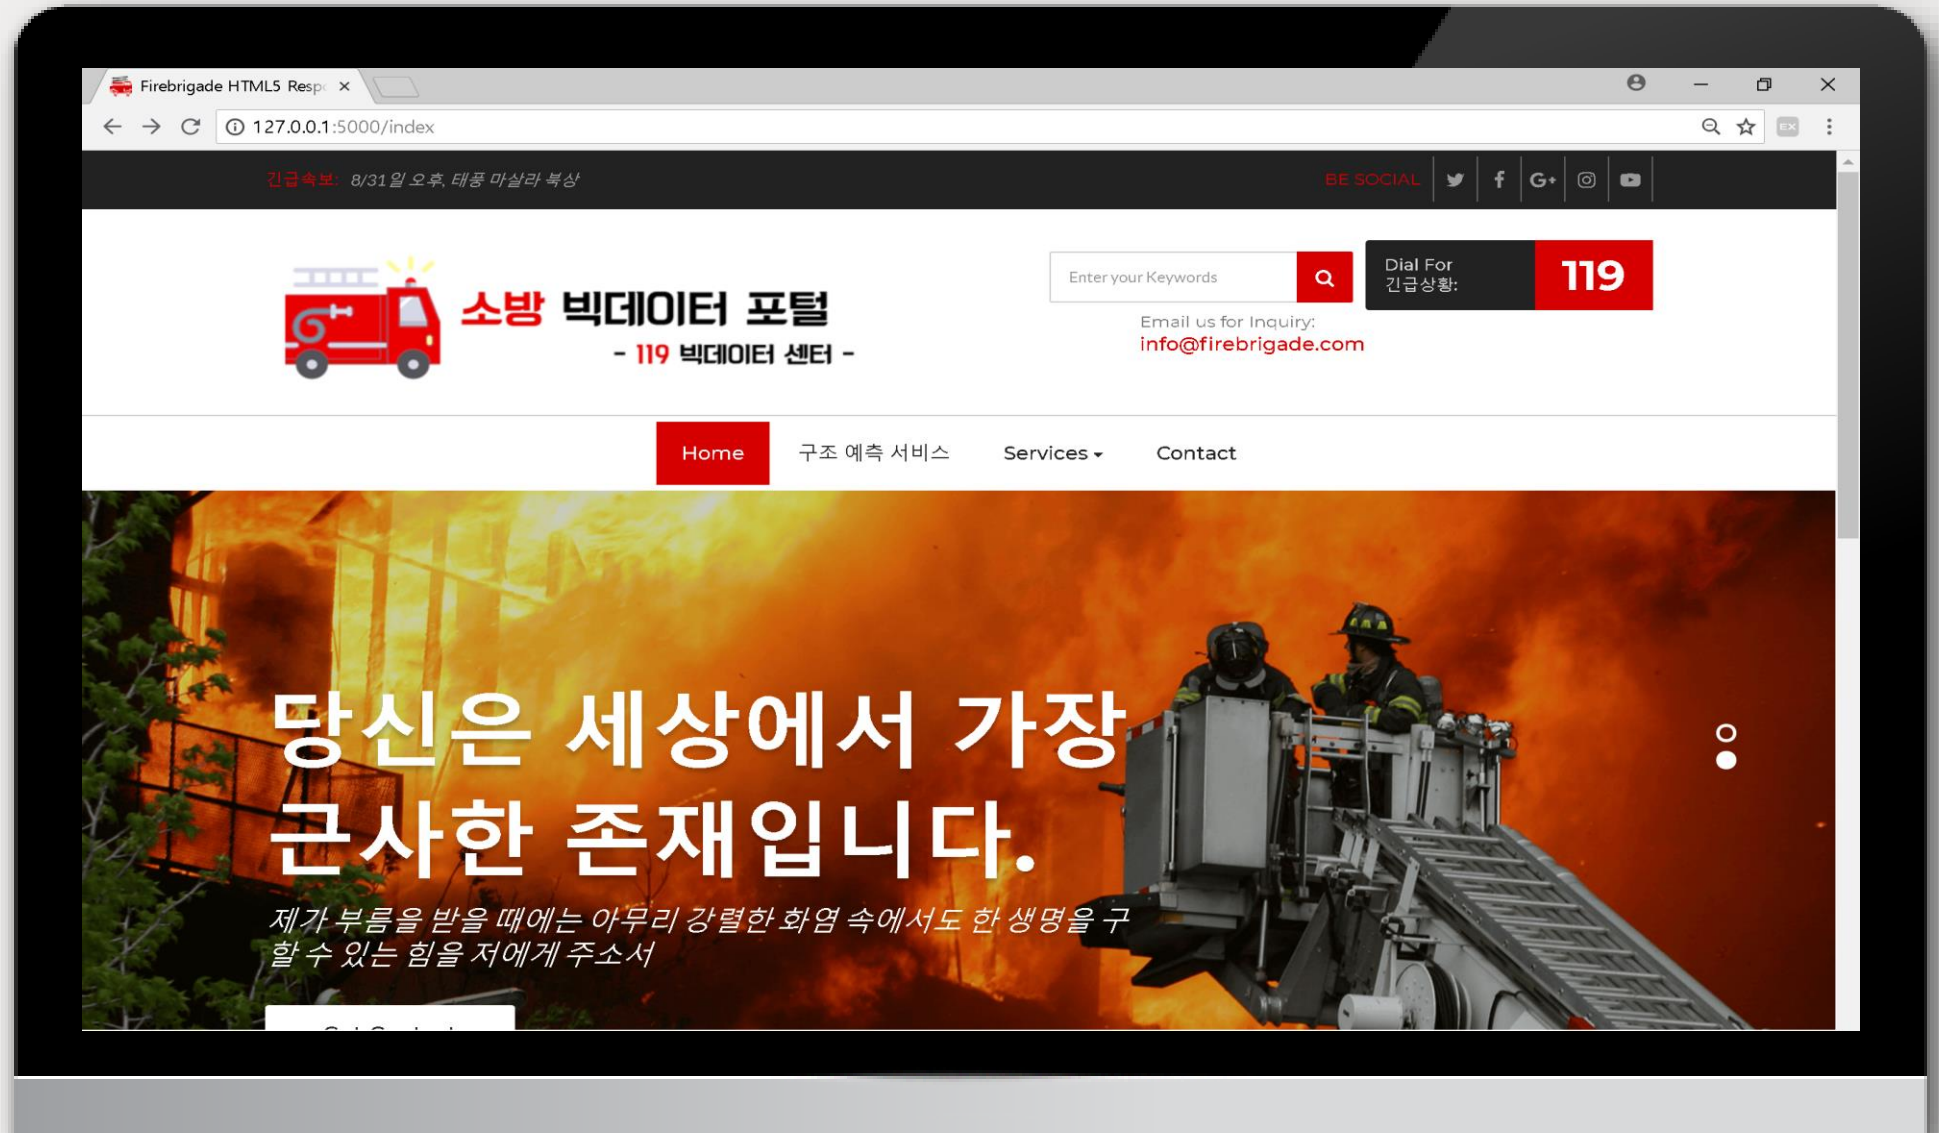 Firebrigade HTML5 Resp
127.0.0.1:5000/index
EX
긴급속보: 8/31일 오후, 태풍 마살라 북상
BE SOCIAL
소방 빅데이터 포털
- 119 빅데이터 센터 -
Enter your Keywords
Dial For
긴급상황:
119
Email us for Inquiry:
info@firebrigade.com
Home 구조 예측 서비스 Services Contact
당신은 세상에서 가장
근사한 존재입니다.
제가 부름을 받을 때에는 아무리 강렬한 화염 속에서도 한 생명을 구
할 수 있는 힘을 저에게 주소서